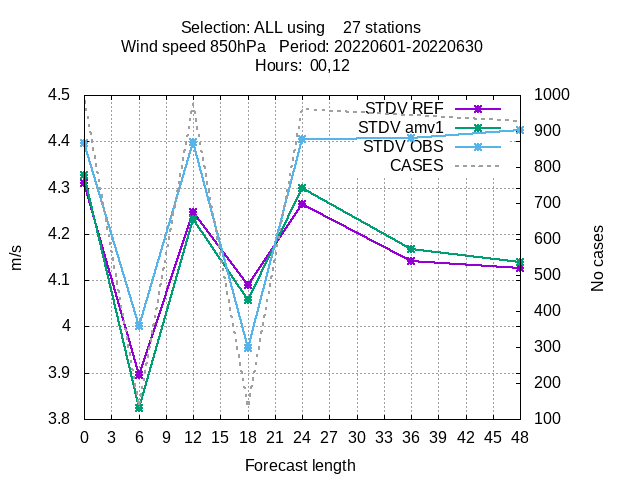 Selection: ALL using    27 stations
Wind speed 850hPa   Period: 20220601-20220630
Hours:  00,12
4.5
4.4
4.3
4.2
4.1
4
3.9
3.8
m/s
STDV REF
STDV amv1
STDV OBS
CASES
1000
900
800
700
600
500
400
300
200
100
No cases
0 3 6 9 12 15 18 21 24 27 30 33 36 39 42 45 48
Forecast length